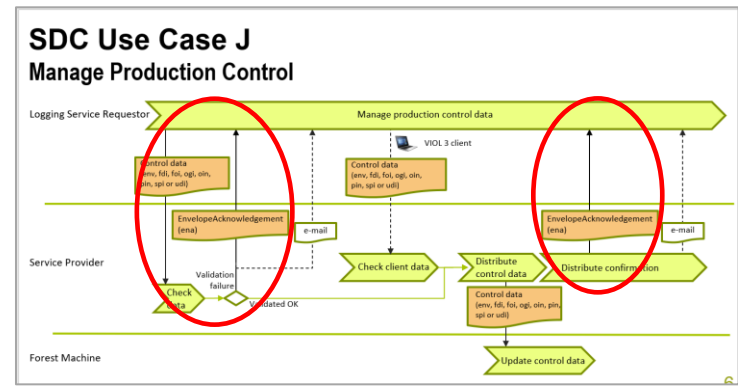 SDC Use Case J
Manage Production Control
Logging Service Requestor
Manage production control data
VIOL 3 client
Control data
(env, fdi, foi, ogi, oin,
pin, spi or udi)
Control data
(env, fdi, foi, ogi, oin,
pin, spi or udi)
EnvelopeAcknowledgement
(ena)
e-mail
EnvelopeAcknowledgement
(ena)
e-mail
Service Provider
Validation
failure
Check client data
Distribute
control data
Distribute confirmation
Check
data
Validated OK
Control data
(env, fdi, foi, ogi, oin, pin,
spi or udi)
Forest Machine
Update control data
6